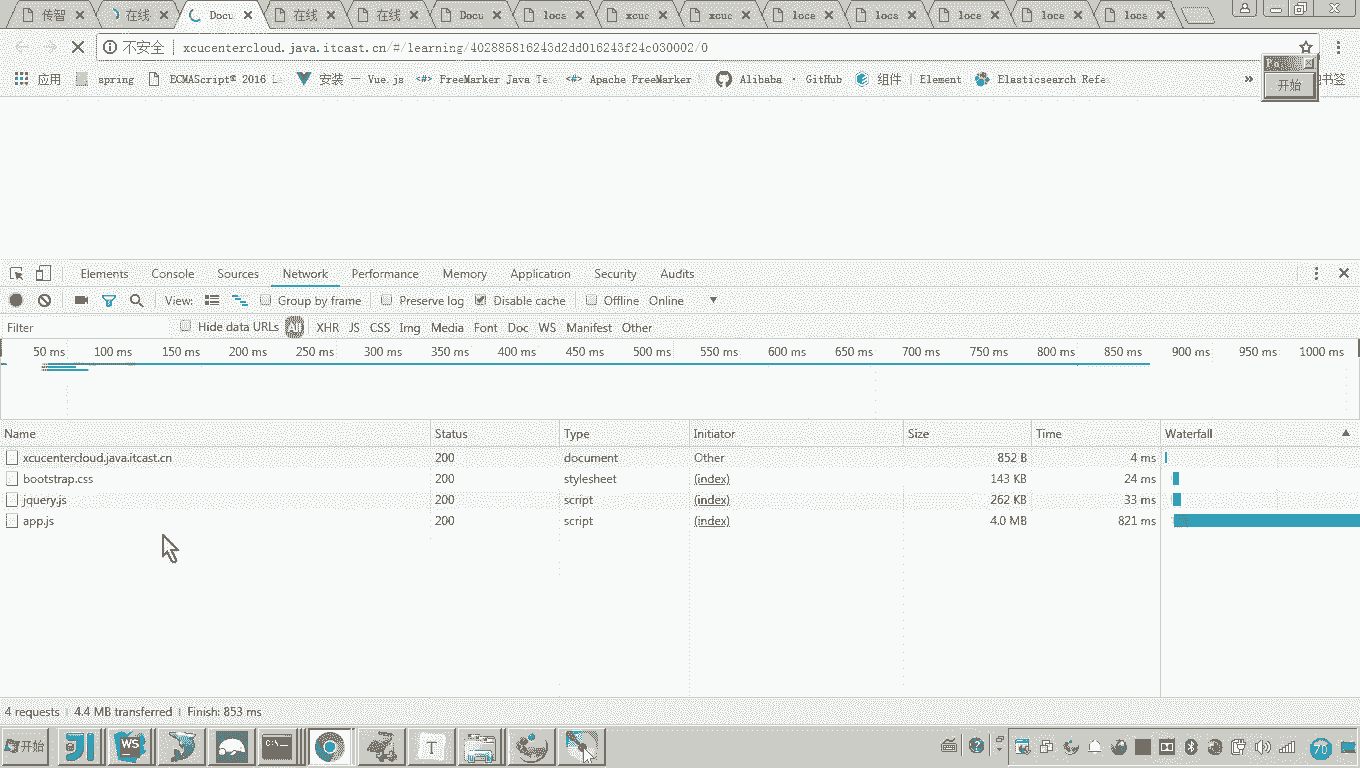 传智 在线 Docu 在线 在线 Docu loca xcuc xcuc loca loca loca loca loca
不安全 xcucentercloud.java.itcast.cn/#/learning/402885816243d2dd016243f24c030002/0
应用 spring ECMAScript® 2016 L 安装 — Vue.js FreeMarker Java Te Apache FreeMarker Alibaba · GitHub 组件 | Element Elasticsearch Refe » 书签
开始
Elements Console Sources Network Performance Memory Application Security Audits
View: Group by frame Preserve log Disable cache Offline Online
Filter Hide data URLs All XHR JS CSS Img Media Font Doc WS Manifest Other
50 ms 100 ms 150 ms 200 ms 250 ms 300 ms 350 ms 400 ms 450 ms 500 ms 550 ms 600 ms 650 ms 700 ms 750 ms 800 ms 850 ms 900 ms 950 ms 1000 ms
Name Status Type Initiator Size Time Waterfall
xcucentercloud.java.itcast.cn 200 document Other 852 B 4 ms
bootstrap.css 200 stylesheet (index) 143 KB 24 ms
jquery.js 200 script (index) 262 KB 33 ms
app.js 200 script (index) 4.0 MB 821 ms
4 requests | 4.4 MB transferred | Finish: 853 ms
开始 WS T 70